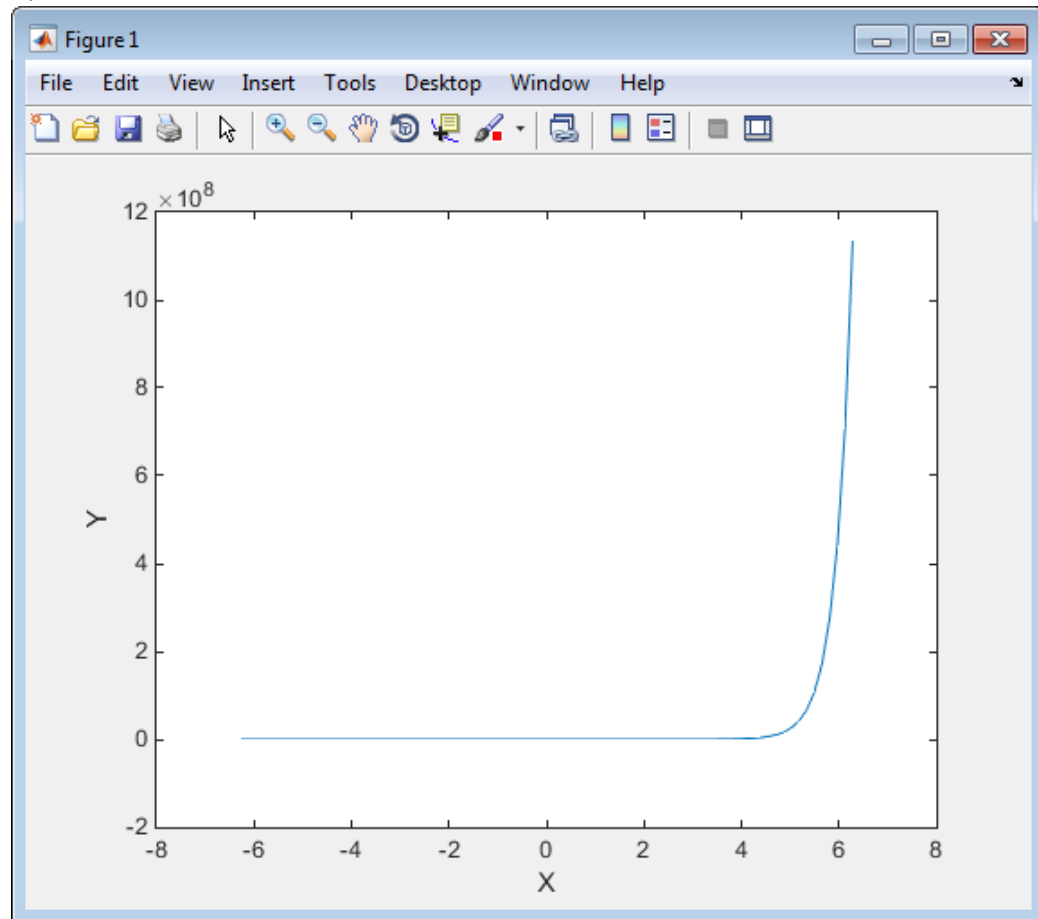 Figure 1
File Edit View Insert Tools Desktop Window Help
×10⁸
12
10
8
6
4
2
0
-2
Y
-8 -6 -4 -2 0 2 4 6 8
X